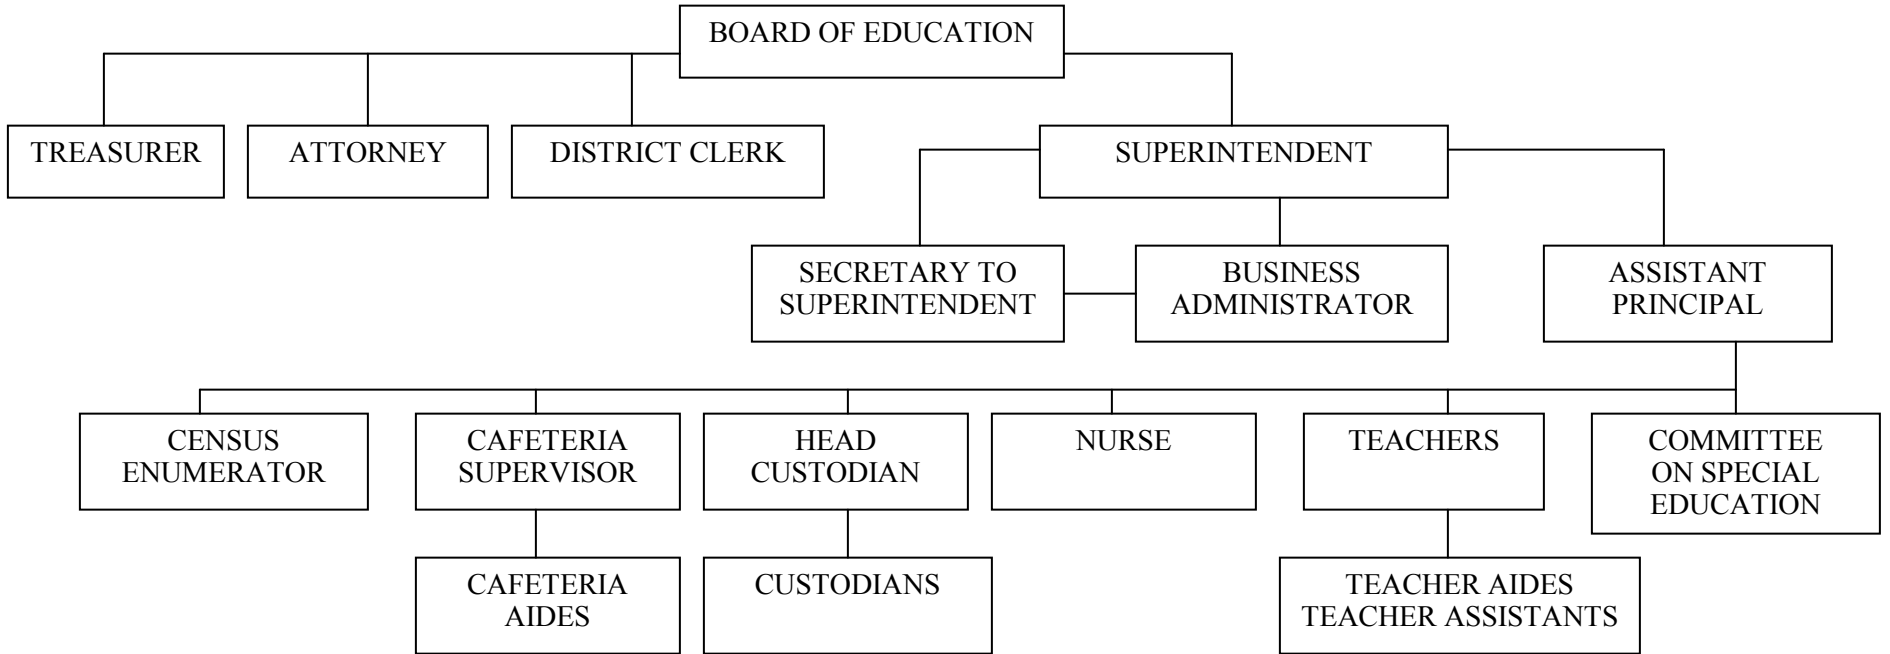 BOARD OF EDUCATION
TREASURER
ATTORNEY
DISTRICT CLERK
SUPERINTENDENT
SECRETARY TO
SUPERINTENDENT
BUSINESS
ADMINISTRATOR
ASSISTANT
PRINCIPAL
CENSUS
ENUMERATOR
CAFETERIA
SUPERVISOR
HEAD
CUSTODIAN
NURSE
TEACHERS
COMMITTEE
ON SPECIAL
EDUCATION
CAFETERIA
AIDES
CUSTODIANS
TEACHER AIDES
TEACHER ASSISTANTS